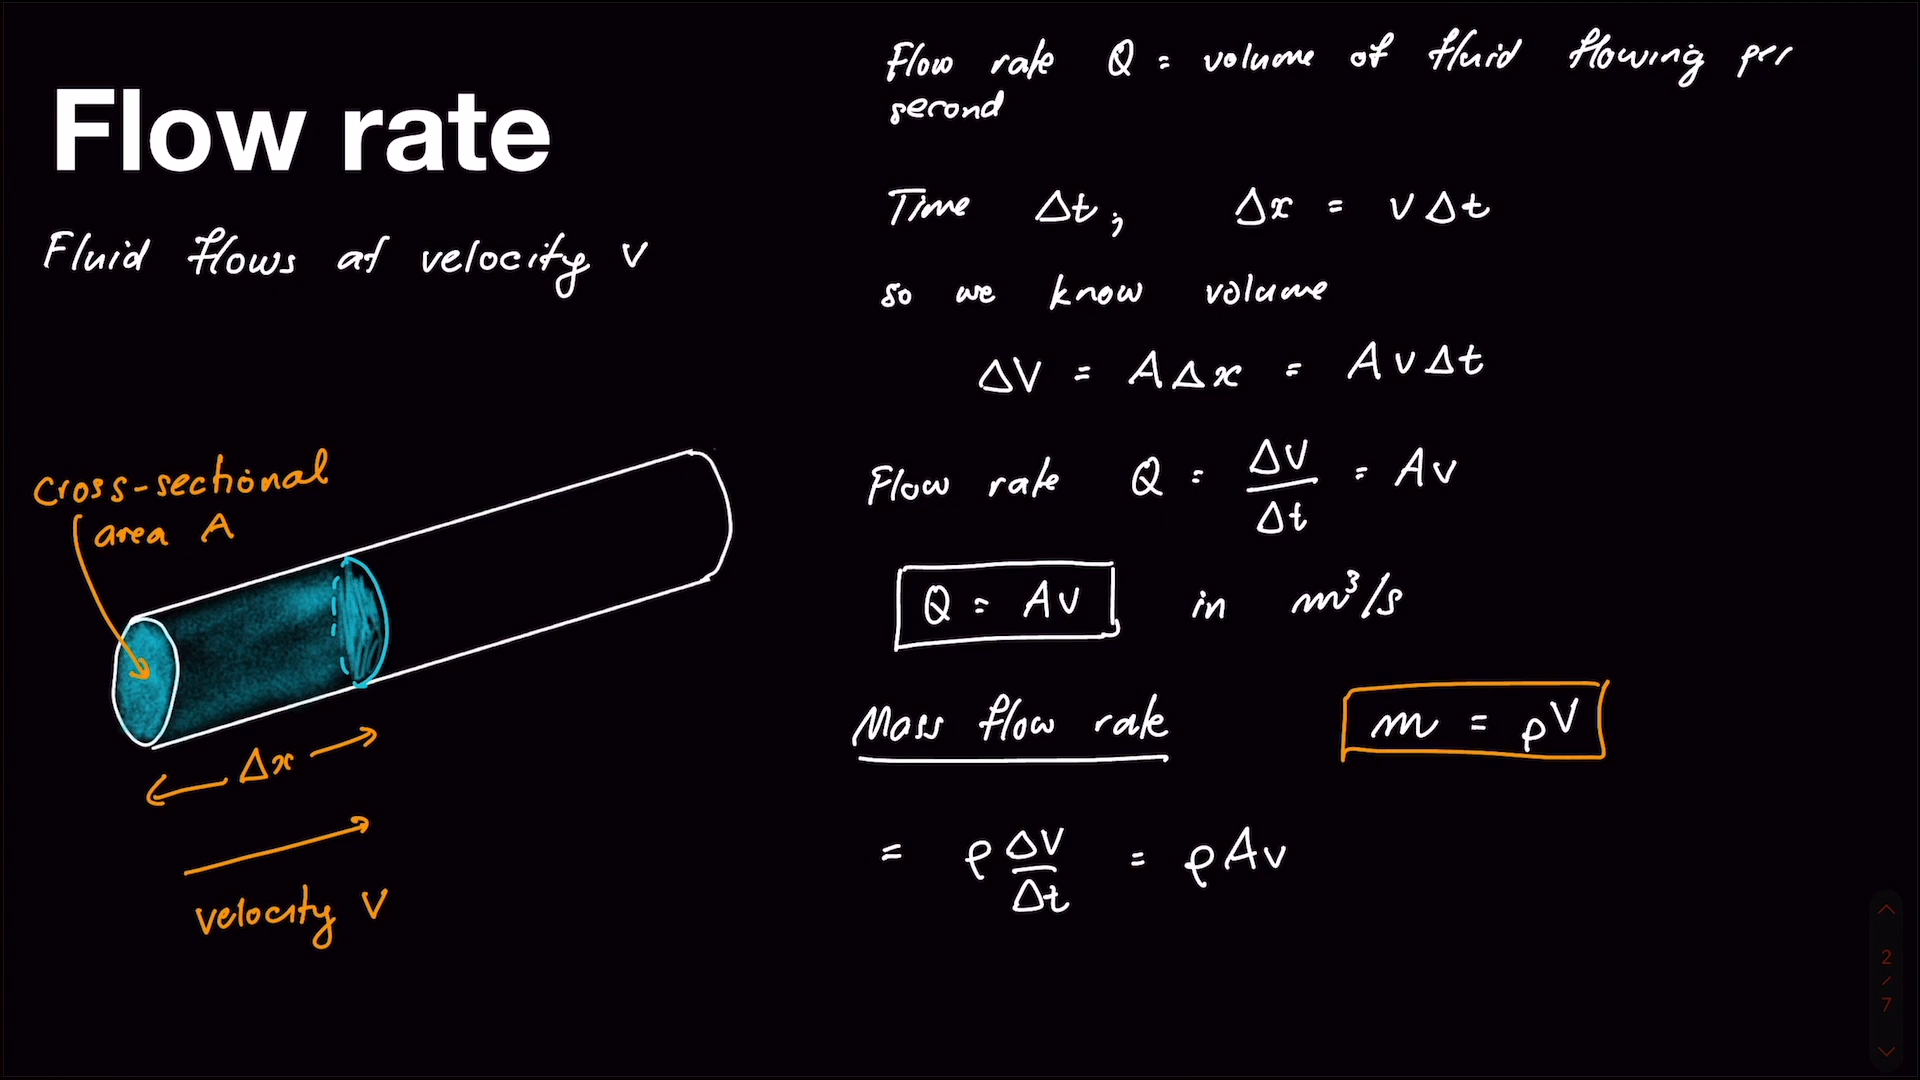 Flow rate
Fluid flows at velocity v
cross-sectional
area A
Δx
velocity v
Flow rate Q = volume of fluid flowing per
second
Time Δt, Δx = vΔt
so we know volume
ΔV = AΔx = AvΔt
Flow rate Q = ΔV/Δt = Av
Q = Av in m³/s
Mass flow rate m = ρV
= ρ ΔV/Δt = ρAv
2
/
7